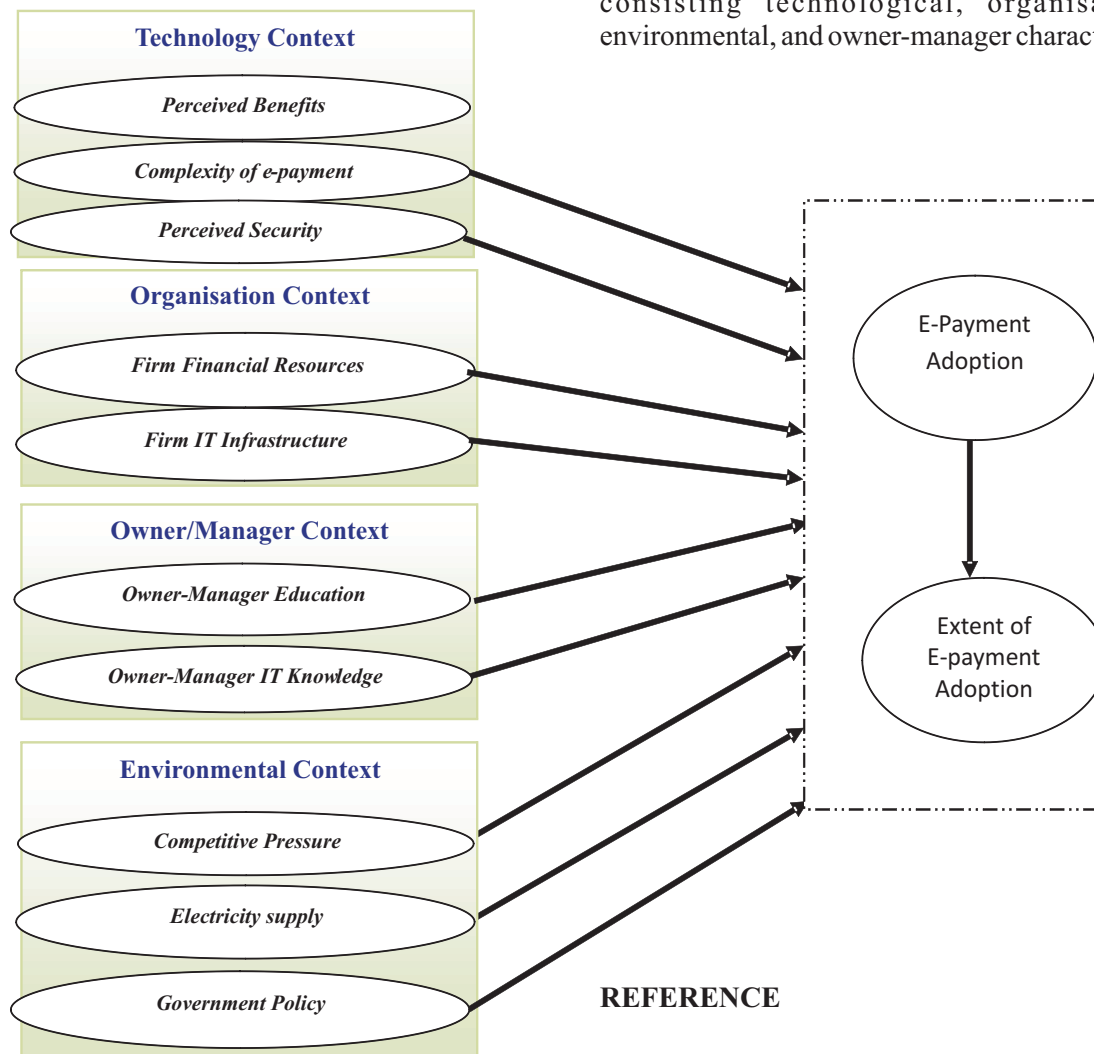 consisting technological, organisa
environmental, and owner-manager charact
Technology Context
Perceived Benefits
Complexity of e-payment
Perceived Security
Organisation Context
Firm Financial Resources
Firm IT Infrastructure
Owner/Manager Context
Owner-Manager Education
Owner-Manager IT Knowledge
Environmental Context
Competitive Pressure
Electricity supply
Government Policy
E-Payment
Adoption
Extent of
E-payment
Adoption
REFERENCE